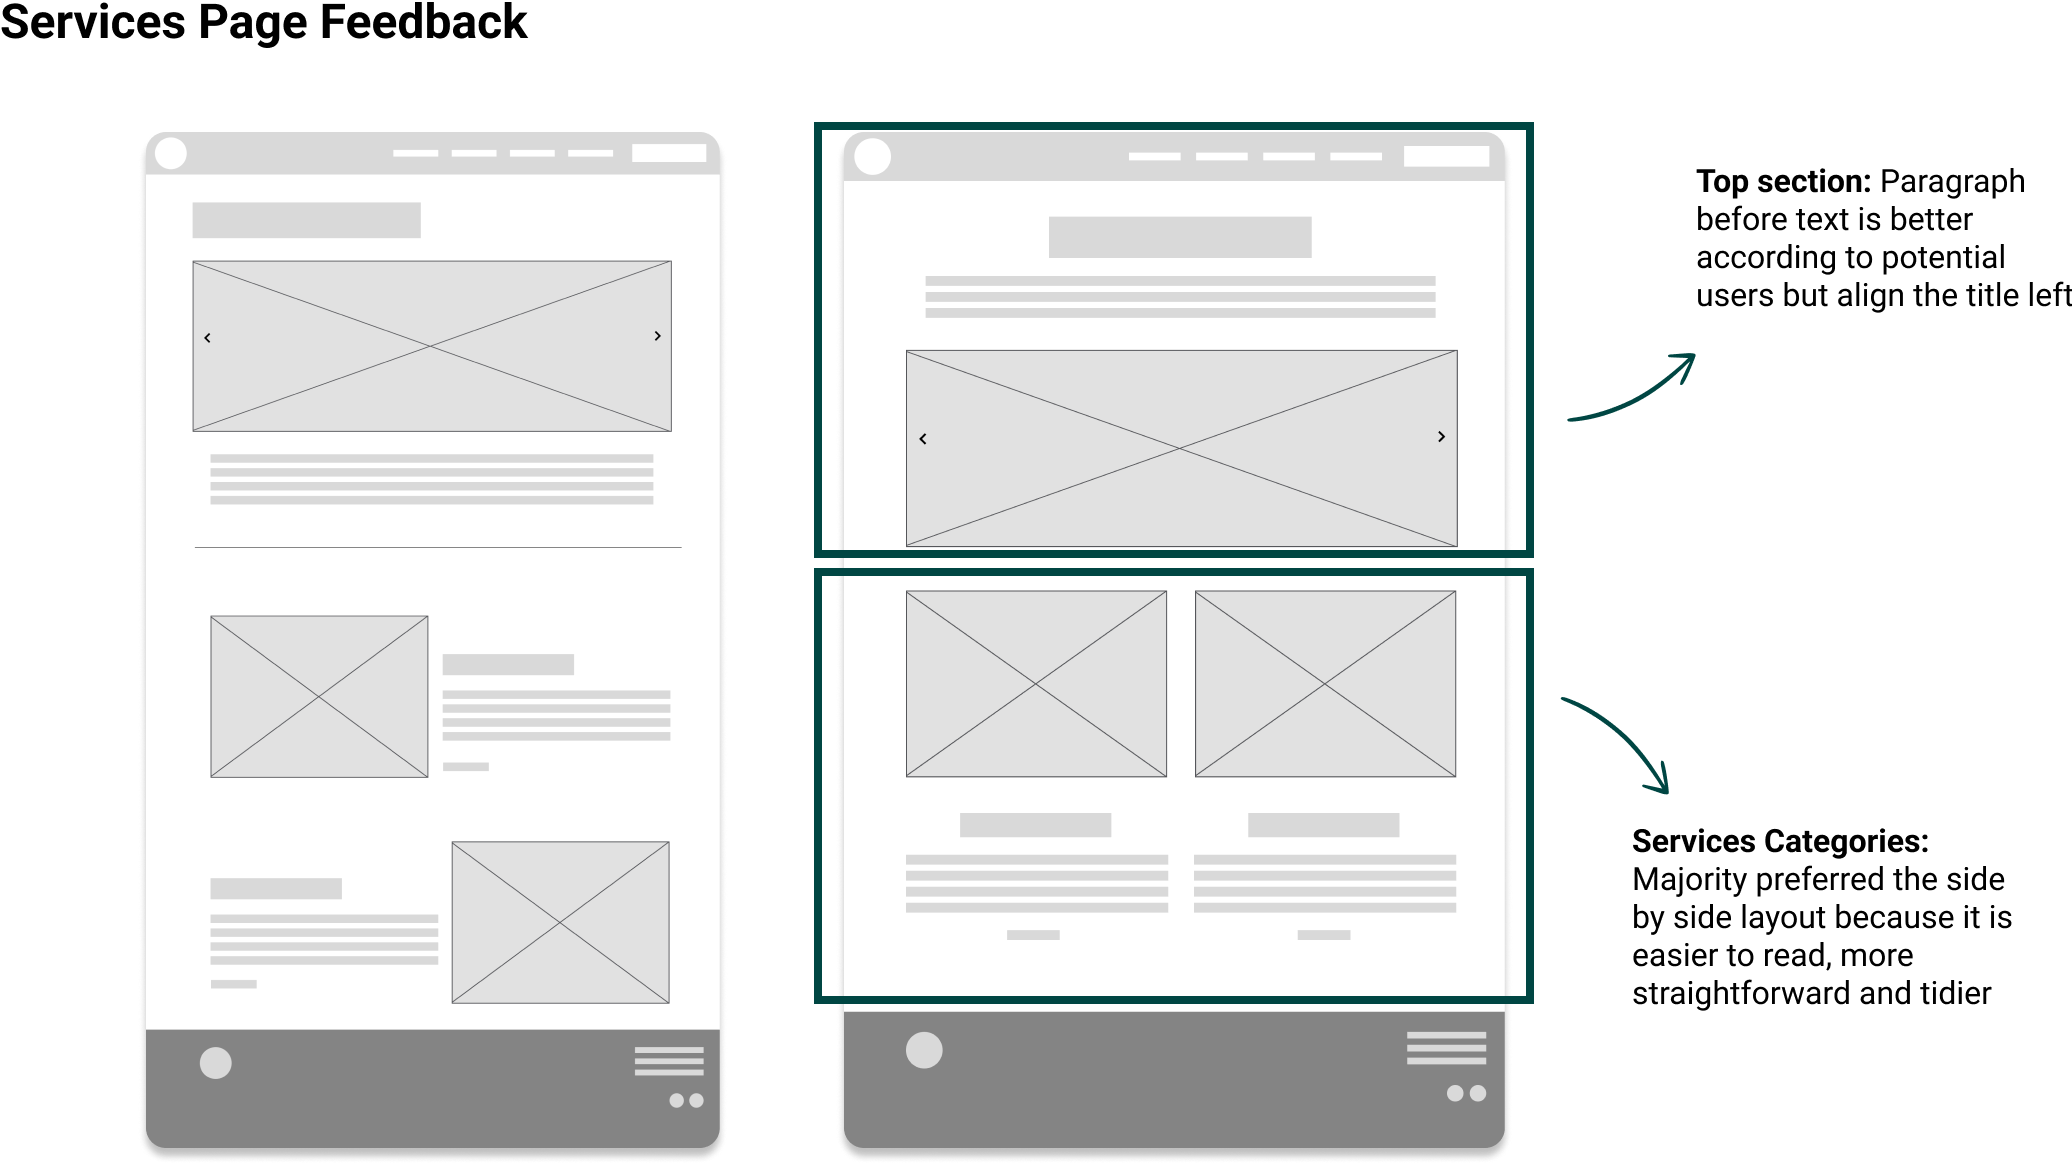 Services Page Feedback
Top section: Paragraph
before text is better
according to potential
users but align the title left
Services Categories:
Majority preferred the side
by side layout because it is
easier to read, more
straightforward and tidier